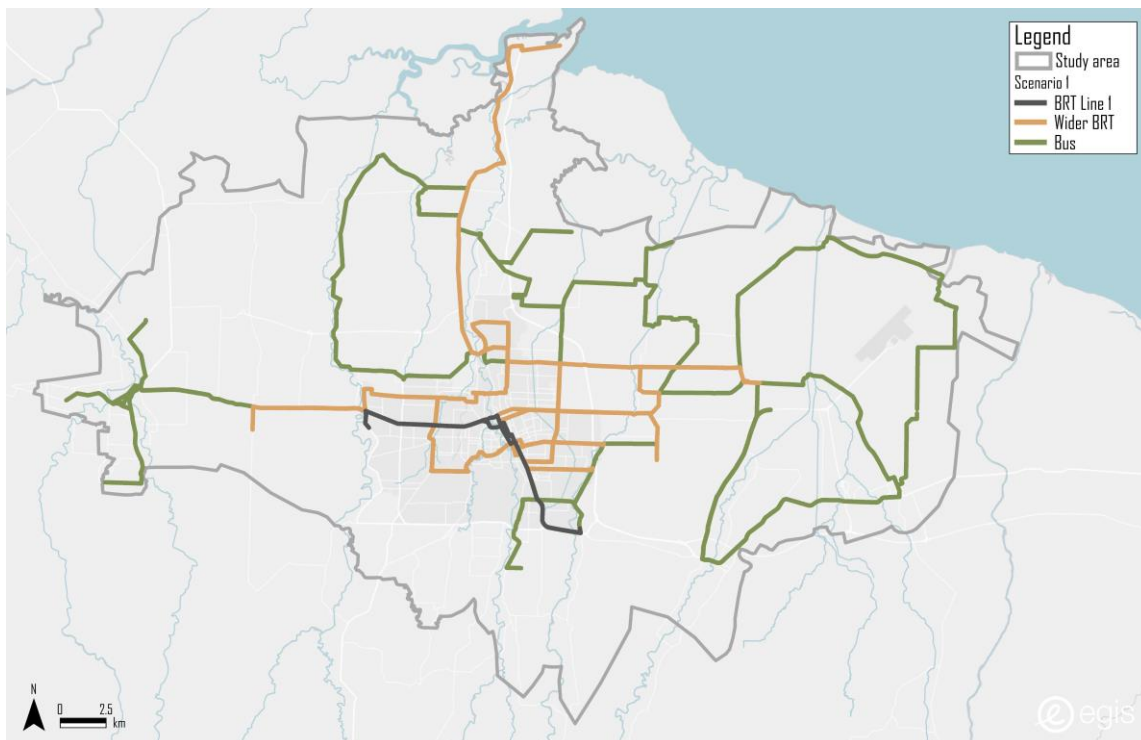 Legend
Study area
Scenario 1
BRT Line 1
Wider BRT
Bus
N
0 2.5
km
egis